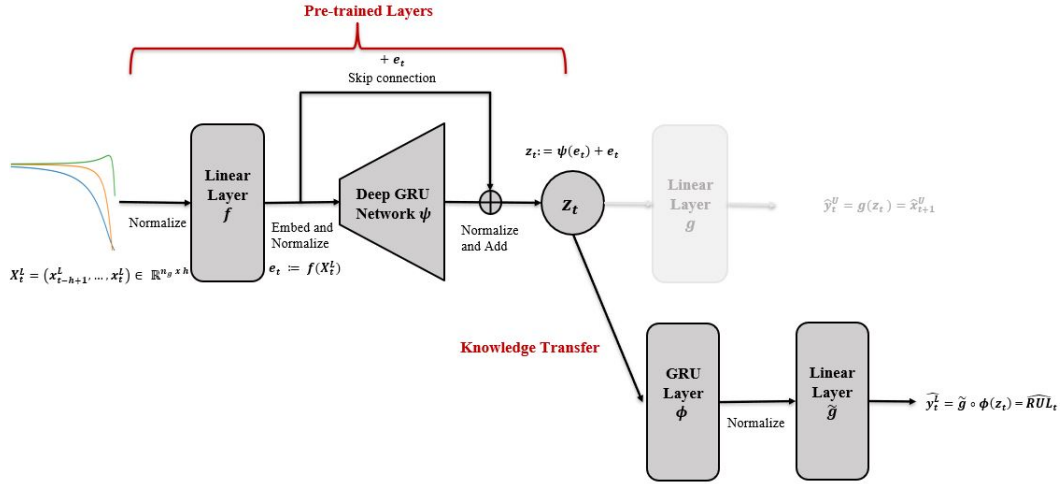 Pre-trained Layers
+ e_t
Skip connection
Linear
Layer
f
Deep GRU
Network ψ
z_t := ψ(e_t) + e_t
z_t
Linear
Layer
g
ŷ_t^U = g(z_t) = x̂_{t+1}^U
Normalize
Embed and
Normalize
e_t ≔ f(X_t^L)
Normalize
and Add
X_t^L = (x_{t-h+1}^L, …, x_t^L) ∈ ℝ^{n_g x h}
Knowledge Transfer
GRU
Layer
ϕ
Normalize
Linear
Layer
g̃
ŷ_t^L = g̃ ∘ ϕ(z_t) = R̂UL_t